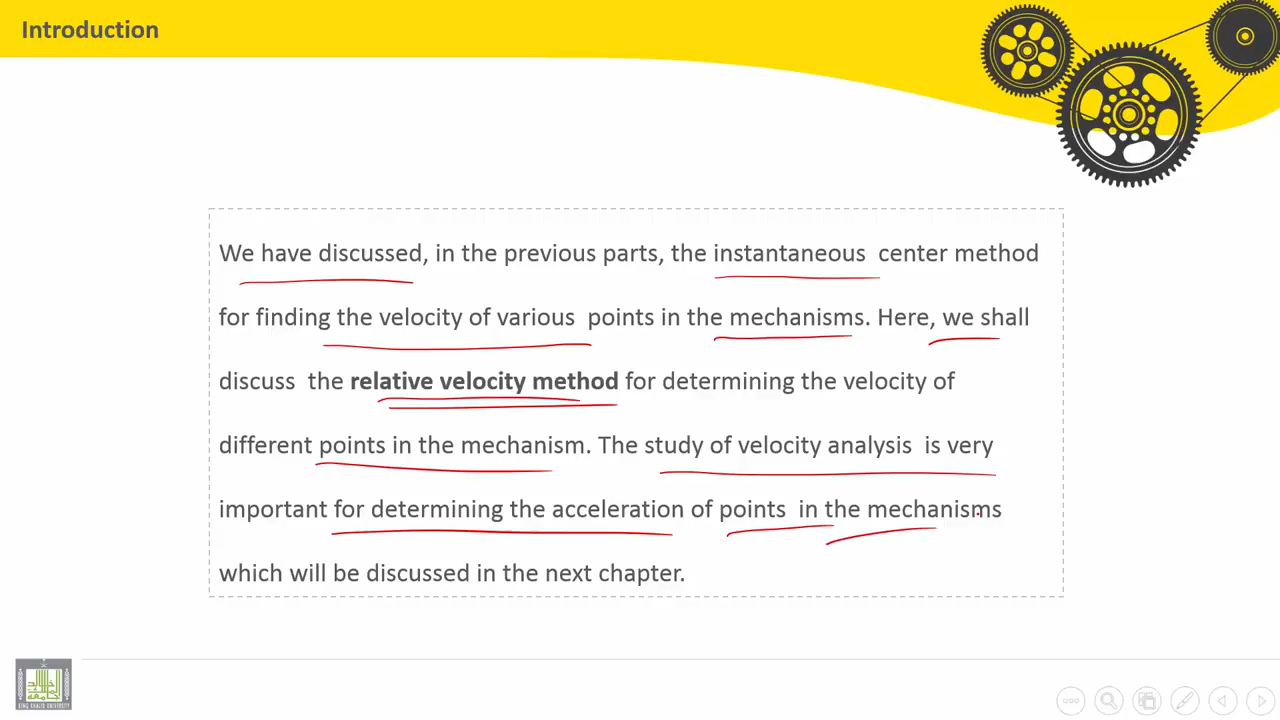 Introduction
We have discussed, in the previous parts, the instantaneous center method
for finding the velocity of various points in the mechanisms. Here, we shall
discuss the relative velocity method for determining the velocity of
different points in the mechanism. The study of velocity analysis is very
important for determining the acceleration of points in the mechanisms
which will be discussed in the next chapter.
KING KHALID UNIVERSITY